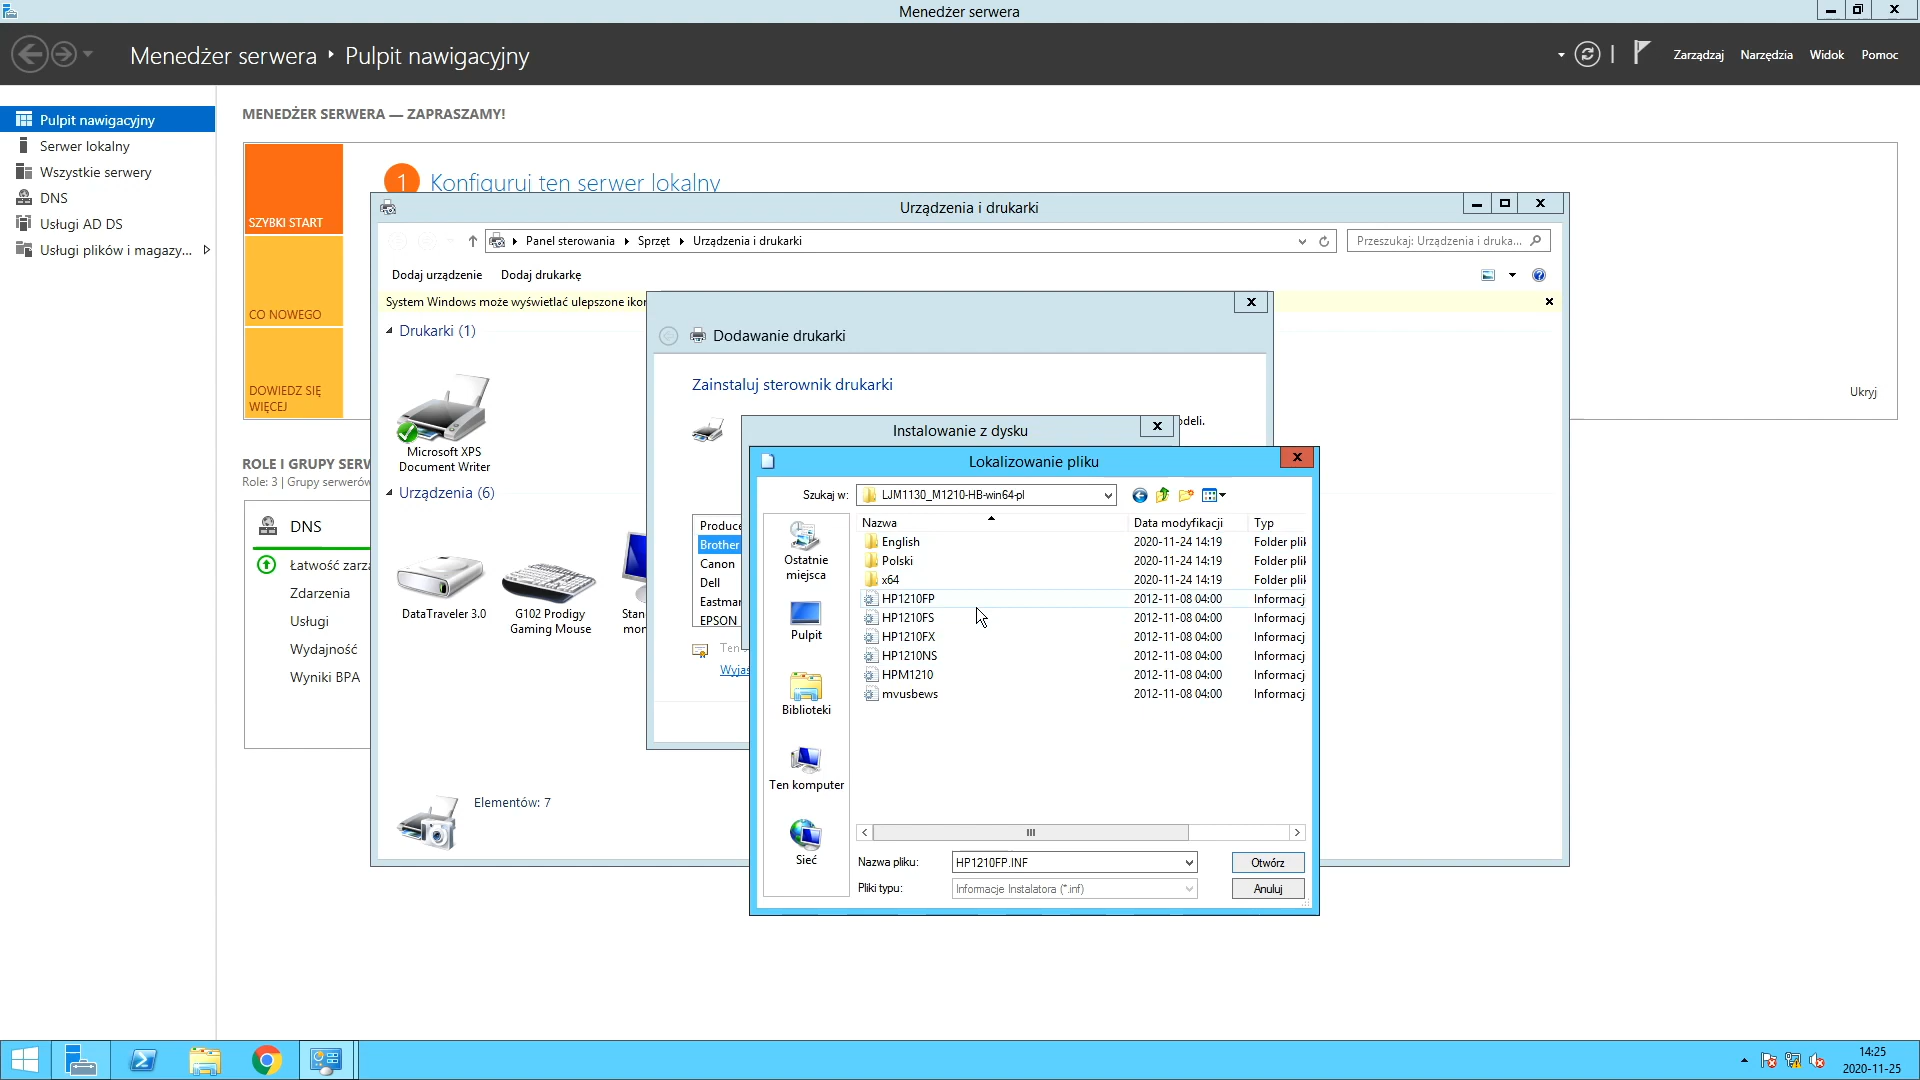 Menedżer serwera
Menedżer serwera ‣ Pulpit nawigacyjny
Zarządzaj Narzędzia Widok Pomoc
Pulpit nawigacyjny
Serwer lokalny
Wszystkie serwery
DNS
Usługi AD DS
Usługi plików i magazy...
MENEDŻER SERWERA — ZAPRASZAMY!
SZYBKI START
CO NOWEGO
DOWIEDZ SIĘ
WIĘCEJ
1 Konfiguruj ten serwer lokalny
Ukryj
ROLE I GRUPY SERW
Role: 3 | Grupy serwerów
DNS
Łatwość zarzą
Zdarzenia
Usługi
Wydajność
Wyniki BPA
Urządzenia i drukarki
Panel sterowania ‣ Sprzęt ‣ Urządzenia i drukarki
Przeszukaj: Urządzenia i druka...
Dodaj urządzenie Dodaj drukarkę
System Windows może wyświetlać ulepszone iko
Drukarki (1)
Microsoft XPS
Document Writer
Urządzenia (6)
DataTraveler 3.0
G102 Prodigy
Gaming Mouse
Stan
mon
Elementów: 7
Dodawanie drukarki
Zainstaluj sterownik drukarki
deli.
Produce
Brother
Canon
Dell
Eastman
EPSON
Ten
Wyjaś
Instalowanie z dysku
Lokalizowanie pliku
Szukaj w: LJM1130_M1210-HB-win64-pl
Ostatnie
miejsca
Pulpit
Biblioteki
Ten komputer
Sieć
Nazwa Data modyfikacji Typ
English 2020-11-24 14:19 Folder plik
Polski 2020-11-24 14:19 Folder plik
x64 2020-11-24 14:19 Folder plik
HP1210FP 2012-11-08 04:00 Informacj
HP1210FS 2012-11-08 04:00 Informacj
HP1210FX 2012-11-08 04:00 Informacj
HP1210NS 2012-11-08 04:00 Informacj
HPM1210 2012-11-08 04:00 Informacj
mvusbews 2012-11-08 04:00 Informacj
Nazwa pliku: HP1210FP.INF Otwórz
Pliki typu: Informacje Instalatora (*.inf) Anuluj
14:25
2020-11-25